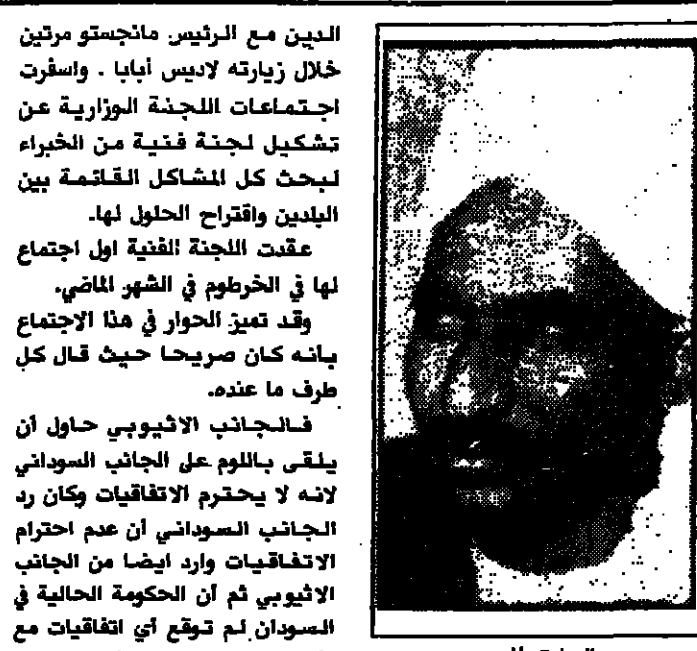 الدين مع الرئيس مانجستو مرتين
خلال زيارته لاديس أبابا . واسفرت
اجتماعات اللجنة الوزارية عن
تشكيل لجنة فنية من الخبراء
لبحث كل المشاكل القائمة بين
البلدين واقتراح الحلول لها.
عقدت اللجنة الفنية اول اجتماع
لها في الخرطوم في الشهر الماضي.
وقد تميز الحوار في هذا الاجتماع
بانه كان صريحا حيث قال كل
طرف ما عنده.
فالجانب الاثيوبي حاول أن
يلقى باللوم على الجانب السوداني
لانه لا يحترم الاتفاقيات وكان رد
الجانب السوداني أن عدم احترام
الاتفاقيات وارد ايضا من الجانب
الاثيوبي ثم أن الحكومة الحالية في
السودان لم توقع أي اتفاقيات مع